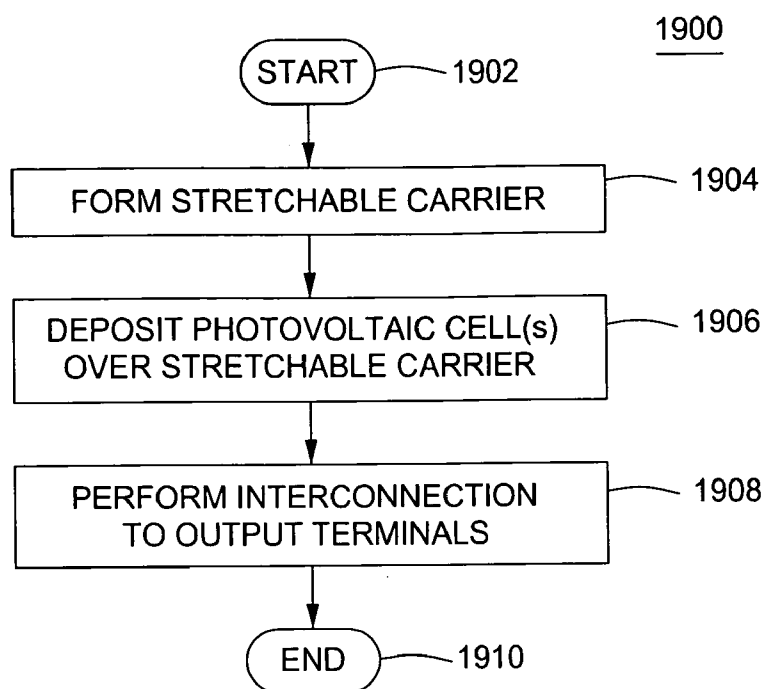 1900
START
1902
FORM STRETCHABLE CARRIER
1904
DEPOSIT PHOTOVOLTAIC CELL(s)
OVER STRETCHABLE CARRIER
1906
PERFORM INTERCONNECTION
TO OUTPUT TERMINALS
1908
END
1910